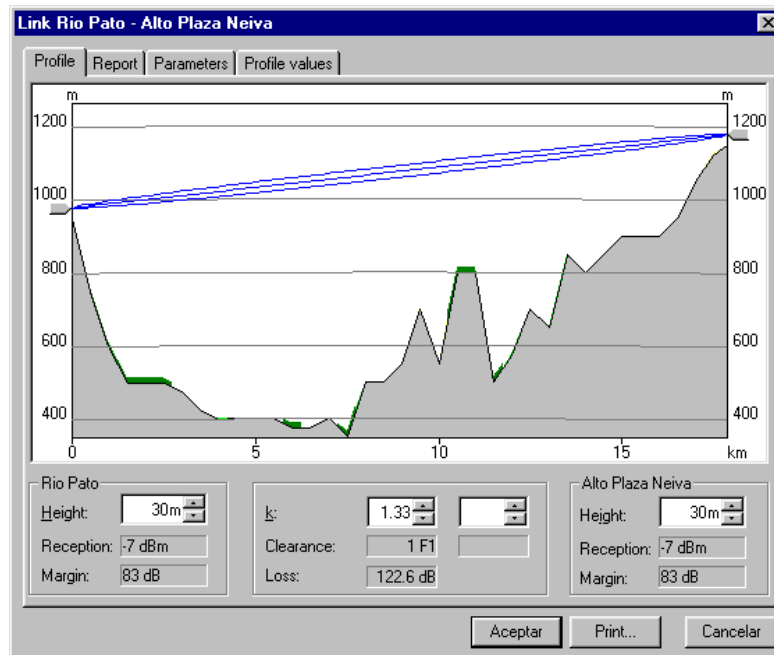 Link Rio Pato - Alto Plaza Neiva
Profile Report Parameters Profile values
m m
1200 1200
1000 1000
800 800
600 600
400 400
0 5 10 15 km
Rio Pato
Height: 30m
Reception: -7 dBm
Margin: 83 dB
k: 1.33
Clearance: 1 F1
Loss: 122.6 dB
Alto Plaza Neiva
Height: 30m
Reception: -7 dBm
Margin: 83 dB
Aceptar Print... Cancelar